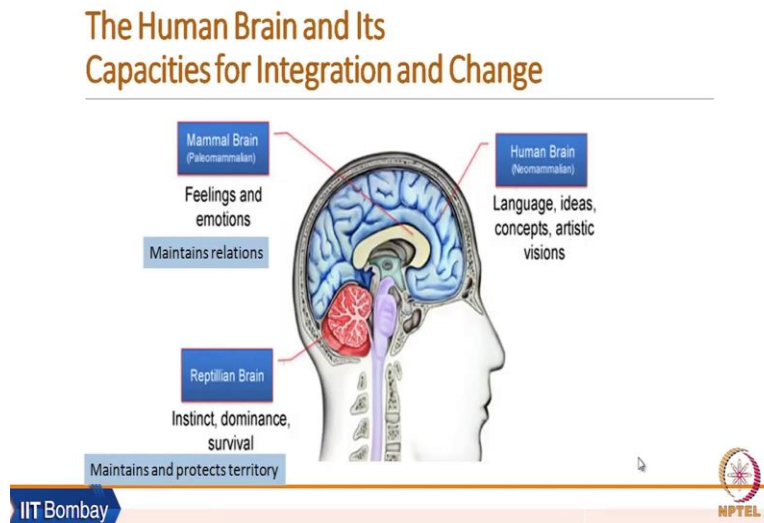 The Human Brain and Its
Capacities for Integration and Change
Mammal Brain
(Paleomammalian)
Feelings and
emotions
Maintains relations
Human Brain
(Neomammalian)
Language, ideas,
concepts, artistic
visions
Reptillian Brain
Instinct, dominance,
survival
Maintains and protects territory
IIT Bombay
NPTEL